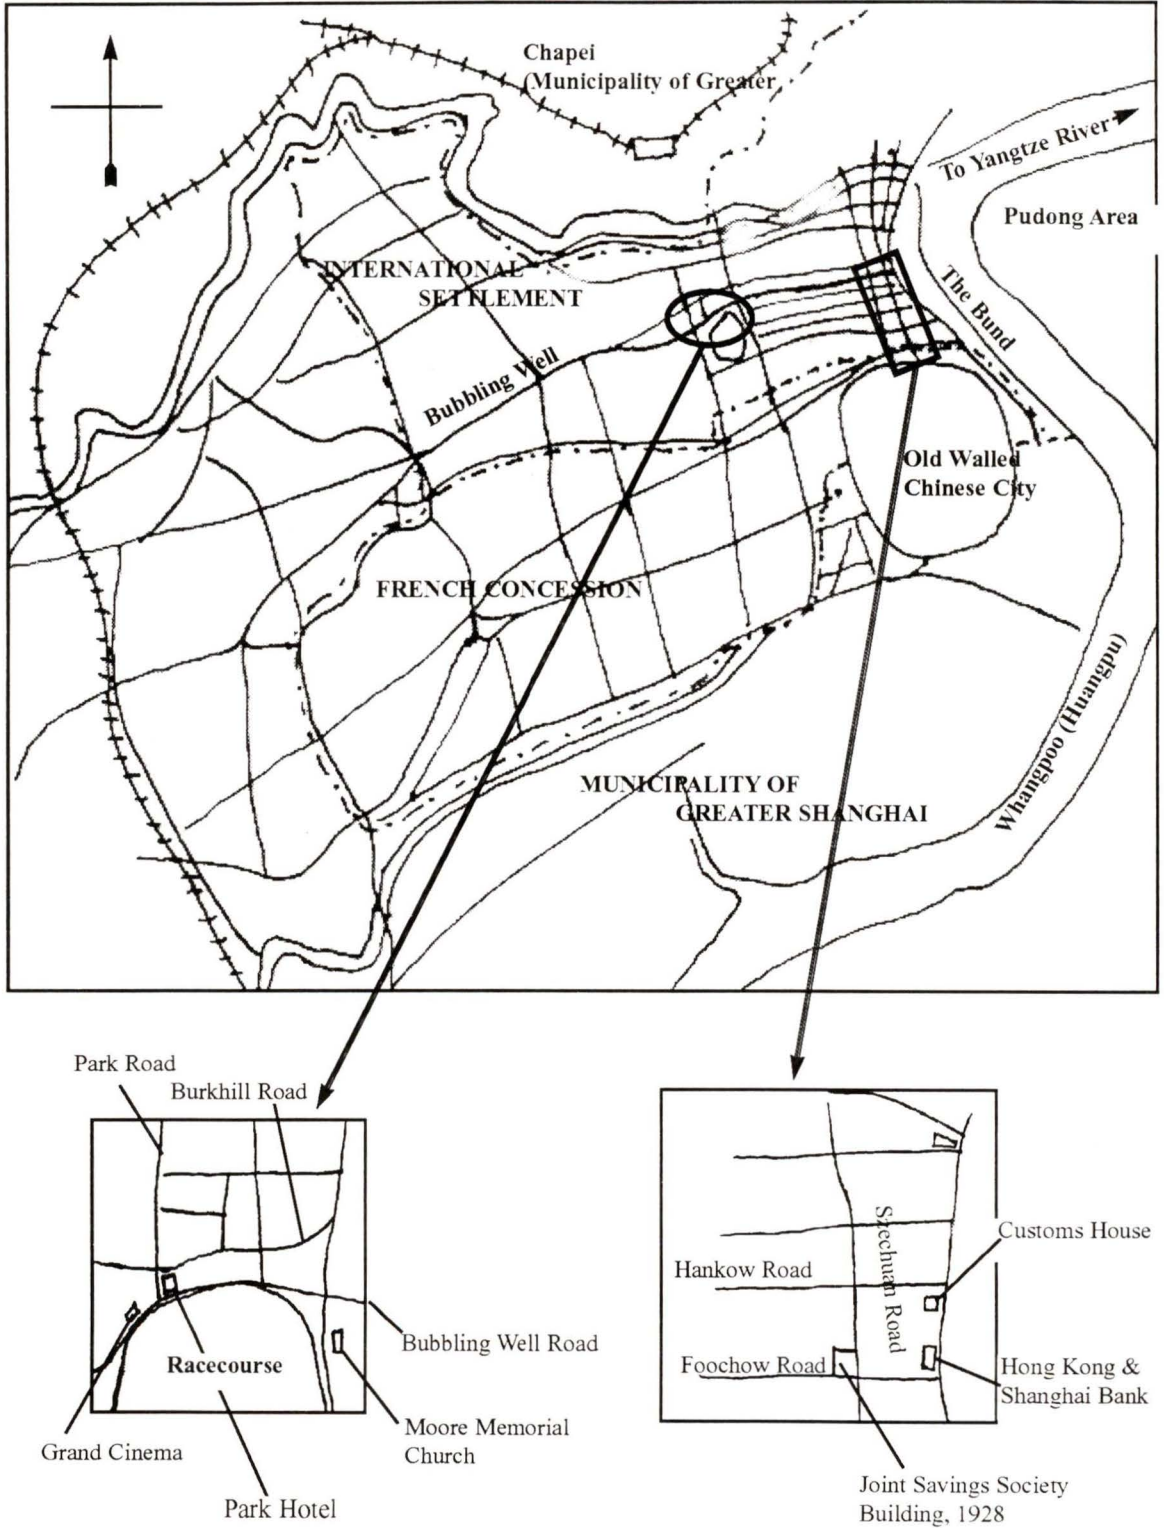 Chapei
(Municipality of Greater
To Yangtze River
Pudong Area
INTERNATIONAL
SETTLEMENT
The Bund
Bubbling Well
Old Walled
Chinese City
FRENCH CONCESSION
Whangpoo (Huangpu)
MUNICIPALITY OF
GREATER SHANGHAI
Park Road
Burkhill Road
Bubbling Well Road
Racecourse
Moore Memorial
Church
Grand Cinema
Park Hotel
Szechuan Road
Customs House
Hankow Road
Foochow Road
Hong Kong &
Shanghai Bank
Joint Savings Society
Building, 1928